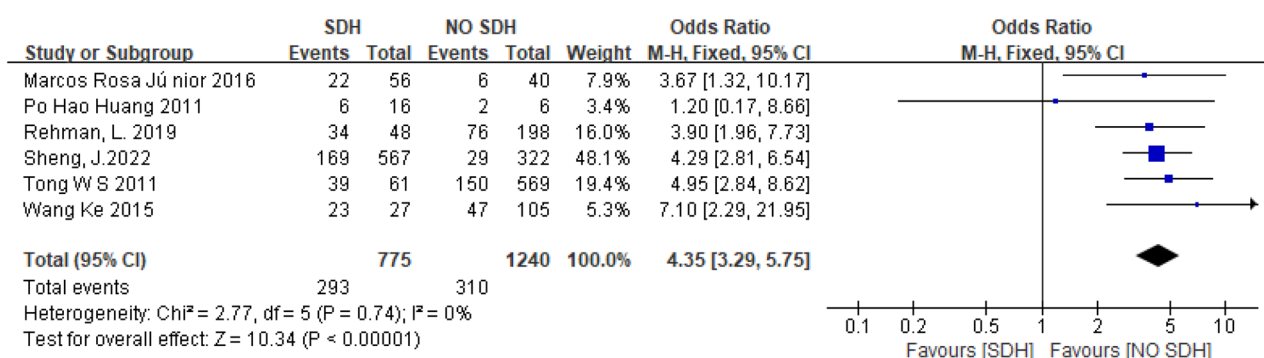 SDH NO SDH Odds Ratio Odds Ratio
Study or Subgroup Events Total Events Total Weight M-H, Fixed, 95% CI M-H, Fixed, 95% CI
Marcos Rosa Jú nior 2016 22 56 6 40 7.9% 3.67 [1.32, 10.17]
Po Hao Huang 2011 6 16 2 6 3.4% 1.20 [0.17, 8.66]
Rehman, L. 2019 34 48 76 198 16.0% 3.90 [1.96, 7.73]
Sheng, J.2022 169 567 29 322 48.1% 4.29 [2.81, 6.54]
Tong W S 2011 39 61 150 569 19.4% 4.95 [2.84, 8.62]
Wang Ke 2015 23 27 47 105 5.3% 7.10 [2.29, 21.95]
Total (95% CI) 775 1240 100.0% 4.35 [3.29, 5.75]
Total events 293 310
Heterogeneity: Chi² = 2.77, df = 5 (P = 0.74); I² = 0%
Test for overall effect: Z = 10.34 (P < 0.00001)
0.1 0.2 0.5 1 2 5 10
Favours [SDH] Favours [NO SDH]